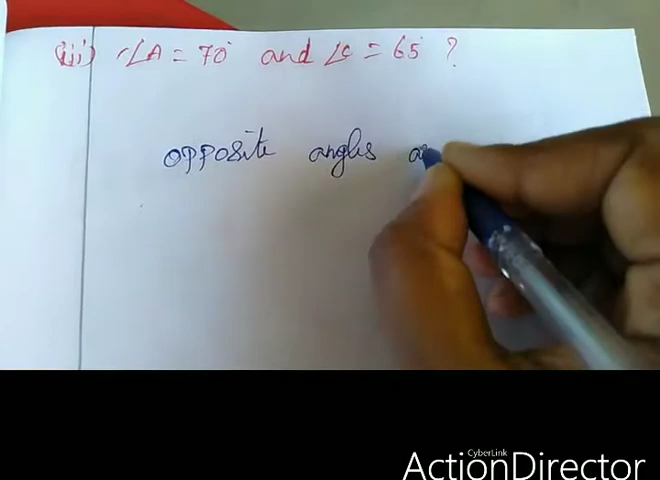 (iii) ∠A = 70° and ∠C = 65° ?
opposite angles
CyberLink
ActionDirector